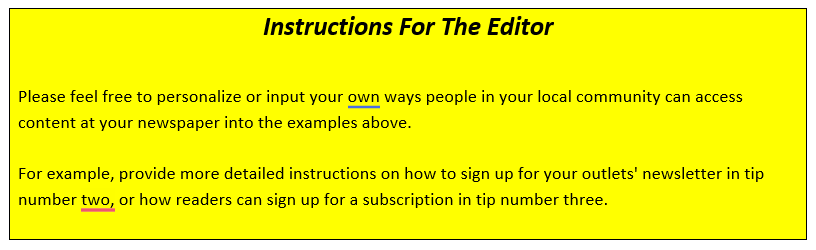 Instructions For The Editor
Please feel free to personalize or input your own ways people in your local community can access
content at your newspaper into the examples above.
For example, provide more detailed instructions on how to sign up for your outlets' newsletter in tip
number two, or how readers can sign up for a subscription in tip number three.